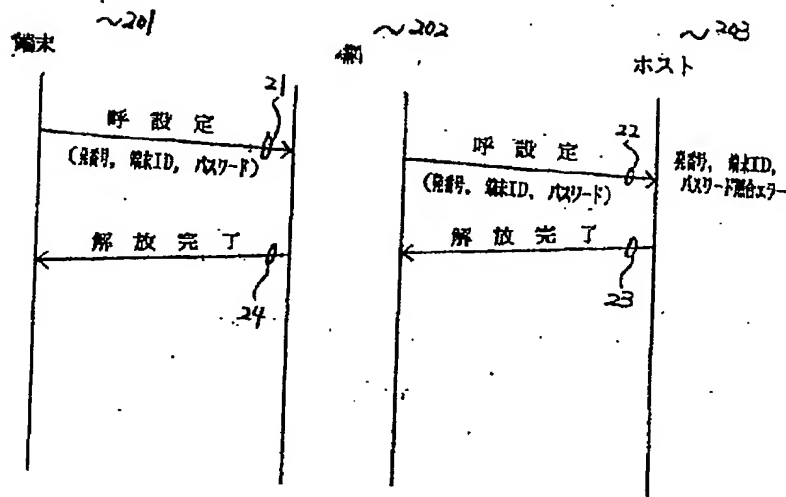 ~201
端末
~202
網
~203
ホスト
21
呼設定
(発番号, 端末ID, パスワード)
22
呼設定
(発番号, 端末ID, パスワード)
発番号, 端末ID,
パスワード照合エラー
解放完了
24
解放完了
23